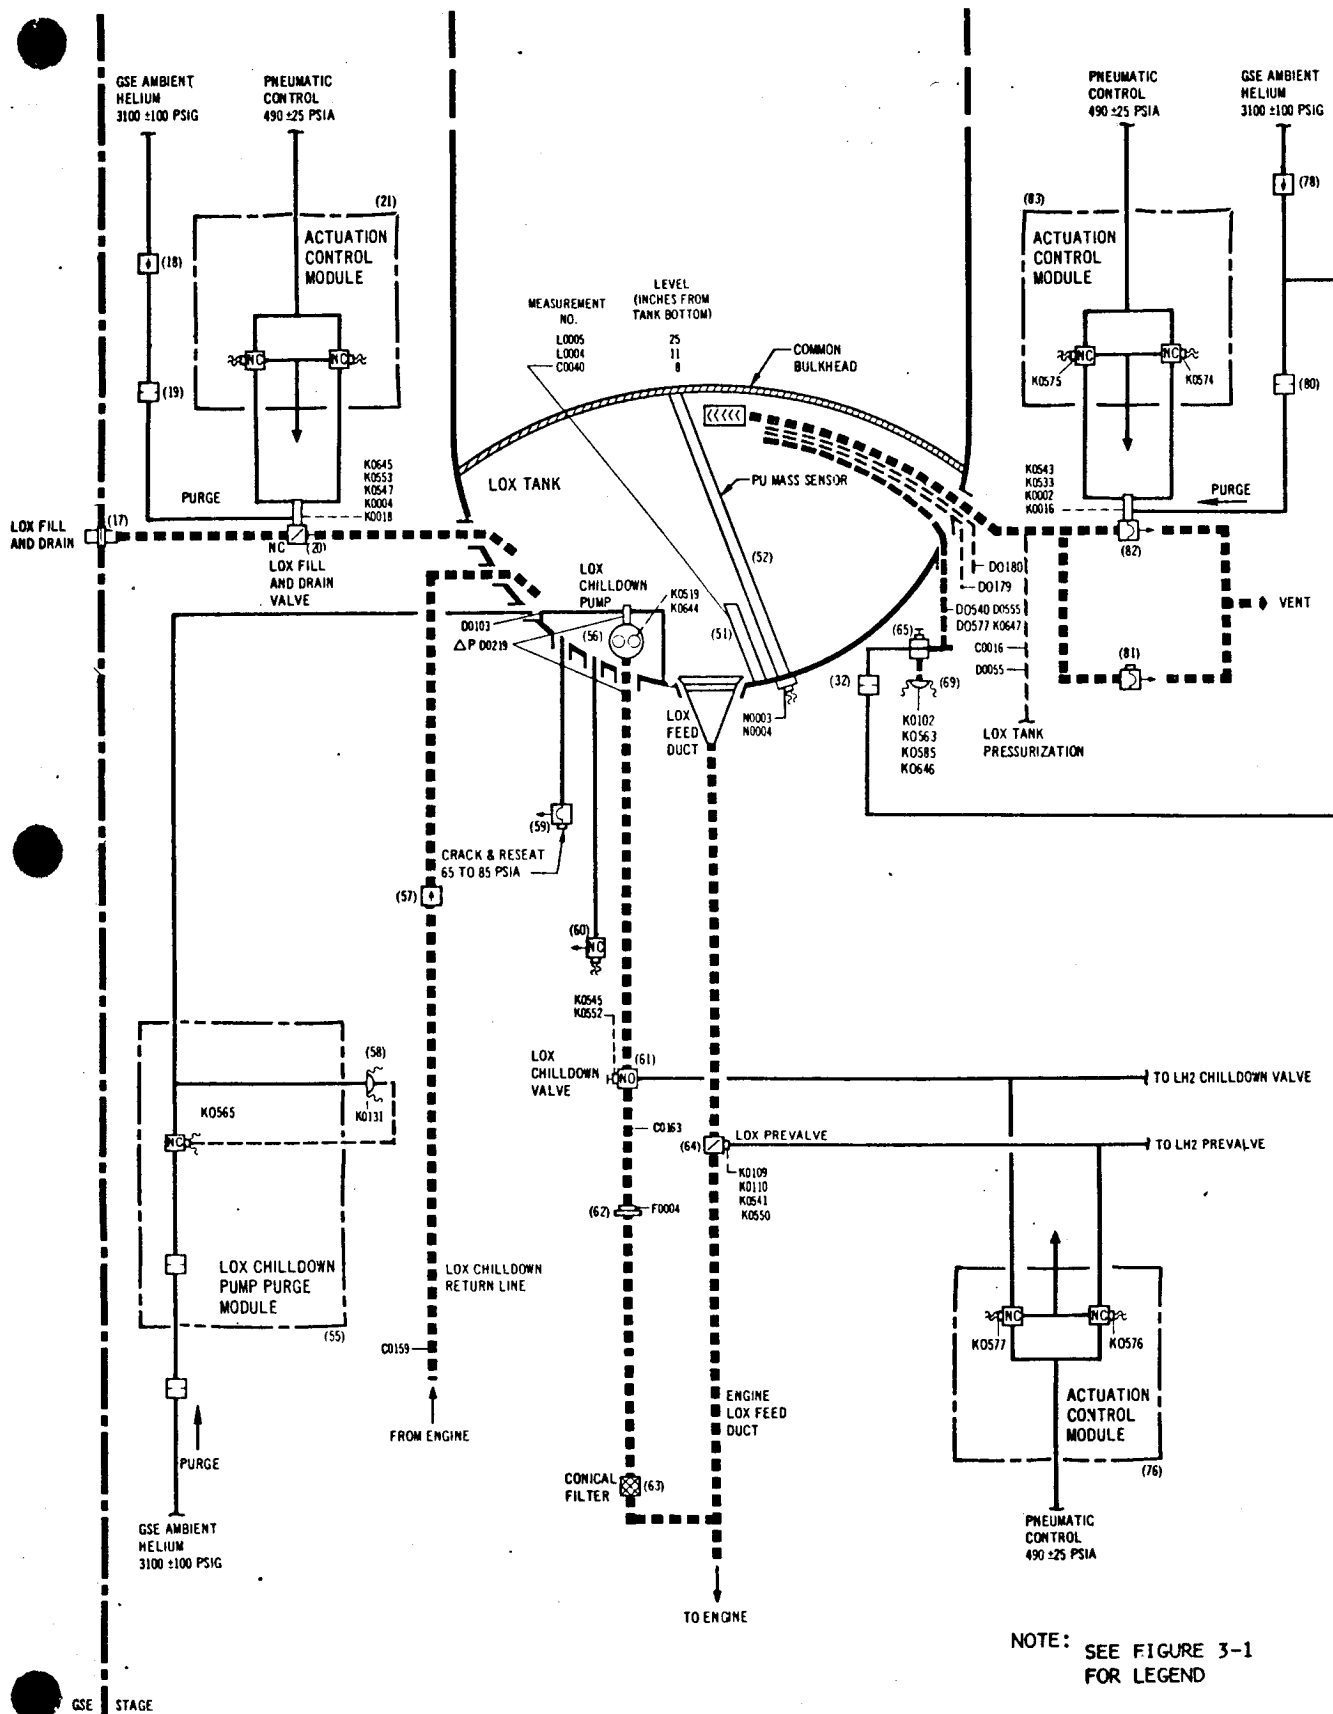 GSE AMBIENT
HELIUM
3100 ±100 PSIG
PNEUMATIC
CONTROL
490 ±25 PSIA
PNEUMATIC
CONTROL
490 ±25 PSIA
GSE AMBIENT
HELIUM
3100 ±100 PSIG
(21)
ACTUATION
CONTROL
MODULE
(18)
NC
NC
(19)
K0645
K0553
K0547
K0004
K0018
PURGE
LOX FILL
AND DRAIN
(17)
NC
(20)
LOX FILL
AND DRAIN
VALVE
MEASUREMENT
NO.
LEVEL
(INCHES FROM
TANK BOTTOM)
L0005 25
L0004 11
C0040 8
COMMON
BULKHEAD
LOX TANK
PU MASS SENSOR
(52)
(51)
(78)
(83)
ACTUATION
CONTROL
MODULE
NC
NC
K0575
K0574
(80)
K0543
K0533
K0002
K0016
PURGE
(82)
VENT
(81)
D0180
D0179
D0540 D0555
D0577 K0647
C0016
D0055
LOX TANK
PRESSURIZATION
(65)
(32)
(69)
K0102
K0563
K0585
K0646
LOX
CHILLDOWN
PUMP
K0519
K0644
(56)
D0103
△P D0219
LOX
FEED
DUCT
N0003
N0004
(59)
CRACK & RESEAT
65 TO 85 PSIA
(57)
(60)
NC
K0545
K0552
LOX
CHILLDOWN
VALVE
(61)
NO
TO LH2 CHILLDOWN VALVE
C0163
(64)
LOX PREVALVE
TO LH2 PREVALVE
K0109
K0110
K0541
K0550
(62)
F0004
(58)
K0131
K0565
NC
LOX CHILLDOWN
PUMP PURGE
MODULE
(55)
LOX CHILLDOWN
RETURN LINE
C0159
FROM ENGINE
PURGE
GSE AMBIENT
HELIUM
3100 ±100 PSIG
ENGINE
LOX FEED
DUCT
CONICAL
FILTER
(63)
TO ENGINE
NC
NC
K0577
K0576
ACTUATION
CONTROL
MODULE
(76)
PNEUMATIC
CONTROL
490 ±25 PSIA
NOTE: SEE FIGURE 3-1
FOR LEGEND
GSE STAGE